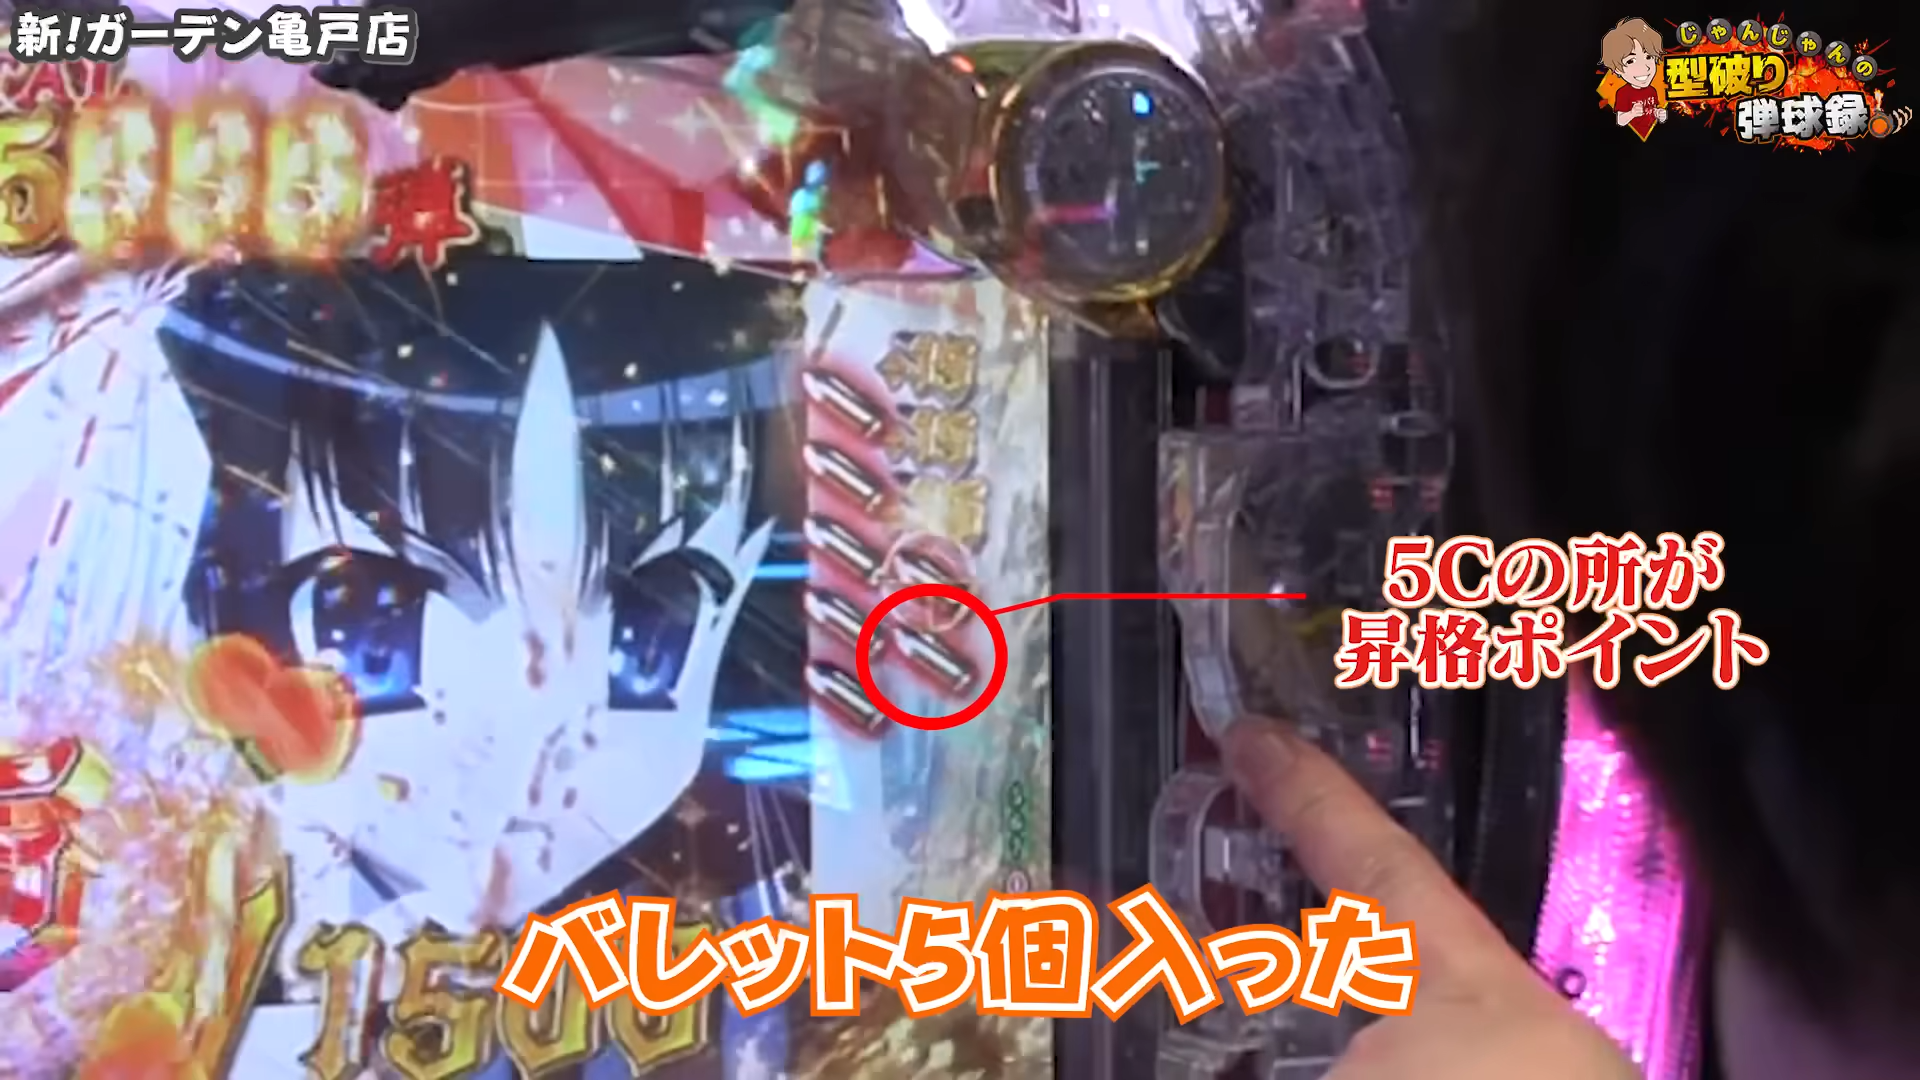 新!ガーデン亀戸店
じゃんじゃんの
型破り
弾球録
5000
5Cの所が
昇格ポイント
バレット5個入った
/1500